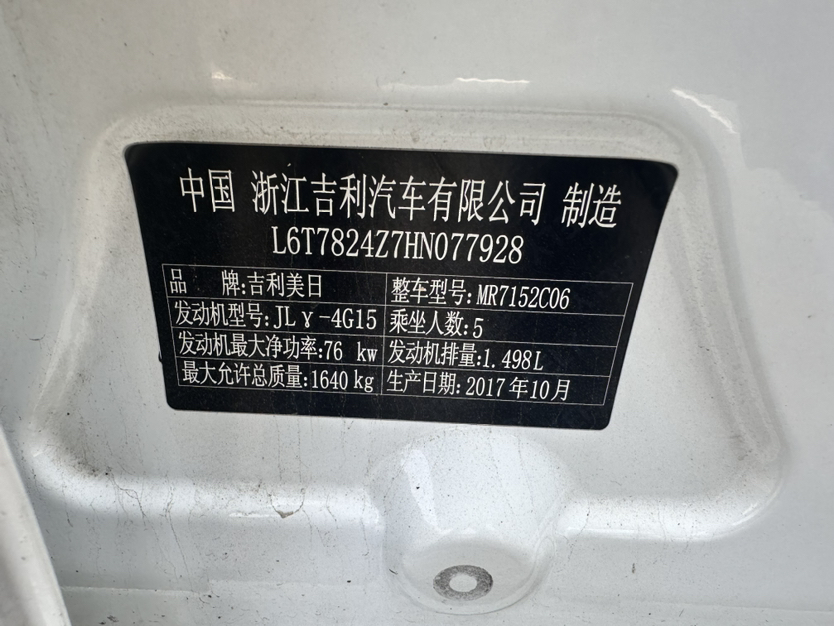 中国 浙江吉利汽车有限公司 制造
L6T7824Z7HN077928
品 牌:吉利美日 整车型号:MR7152C06
发动机型号:JLγ-4G15 乘坐人数:5
发动机最大净功率:76 kw 发动机排量:1.498L
最大允许总质量:1640kg 生产日期:2017年10月